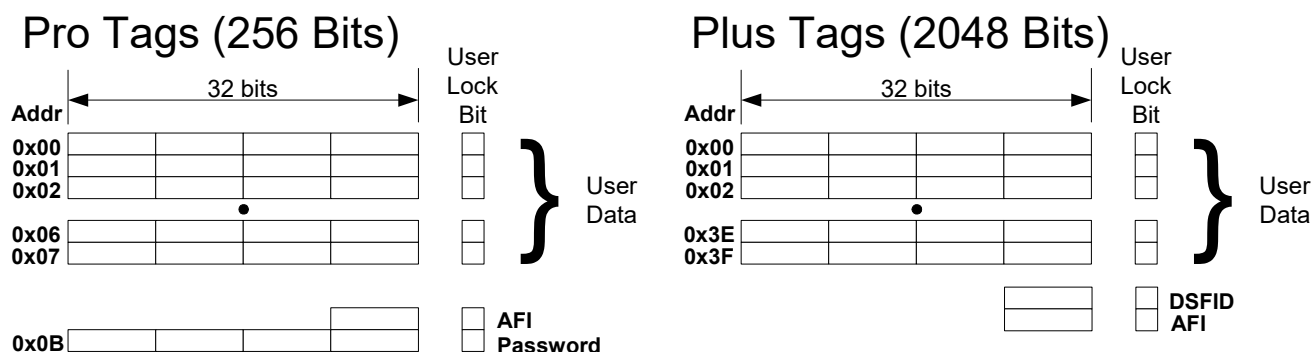 Pro Tags (256 Bits)
32 bits
User
Lock
Bit
Addr
0x00
0x01
0x02
0x06
0x07
User
Data
AFI
0x0B
Password
Plus Tags (2048 Bits)
32 bits
User
Lock
Bit
Addr
0x00
0x01
0x02
0x3E
0x3F
User
Data
DSFID
AFI